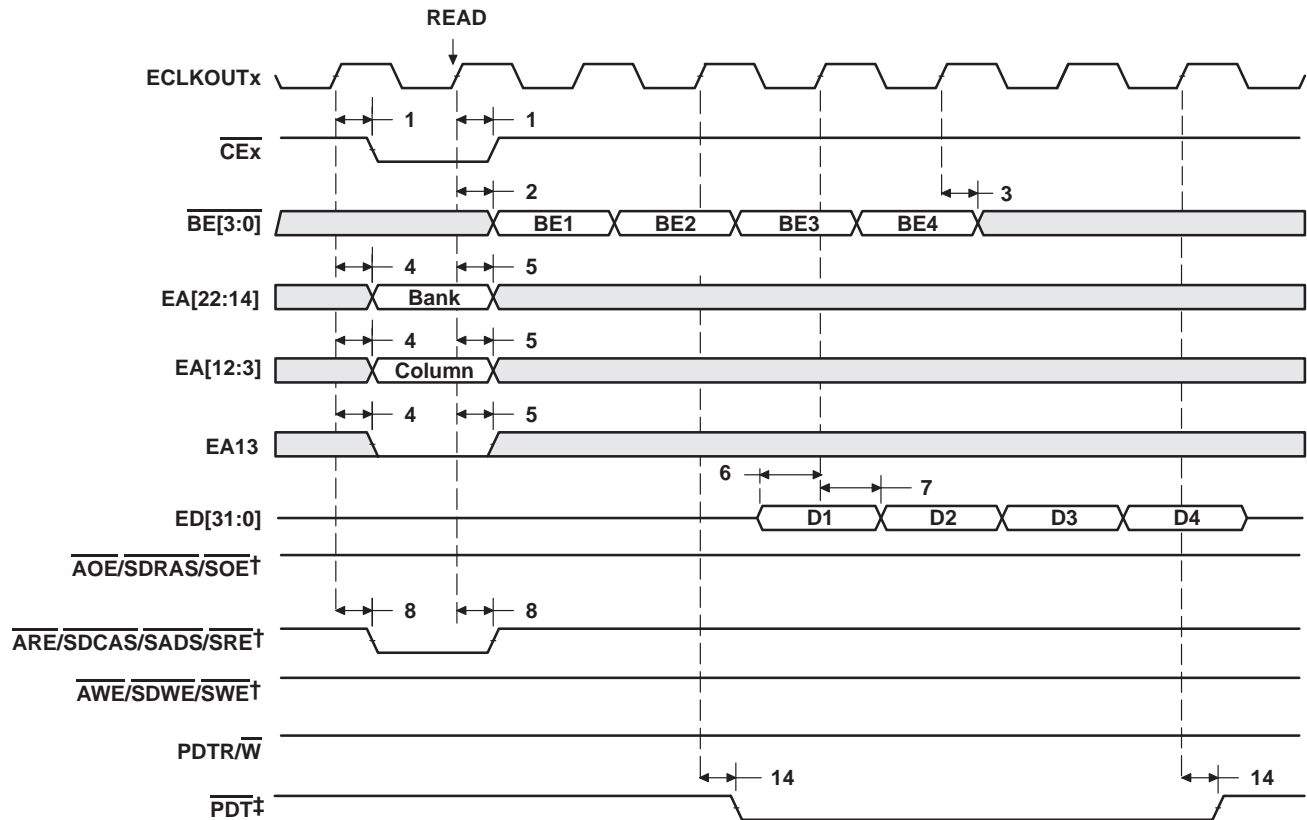 READ
ECLKOUTx
1 1
CEx
2 3
BE[3:0] BE1 BE2 BE3 BE4
4 5
EA[22:14] Bank
4 5
EA[12:3] Column
4 5
EA13
6 7
ED[31:0] D1 D2 D3 D4
AOE/SDRAS/SOE†
8 8
ARE/SDCAS/SADS/SRE†
AWE/SDWE/SWE†
PDTR/W
14 14
PDT‡